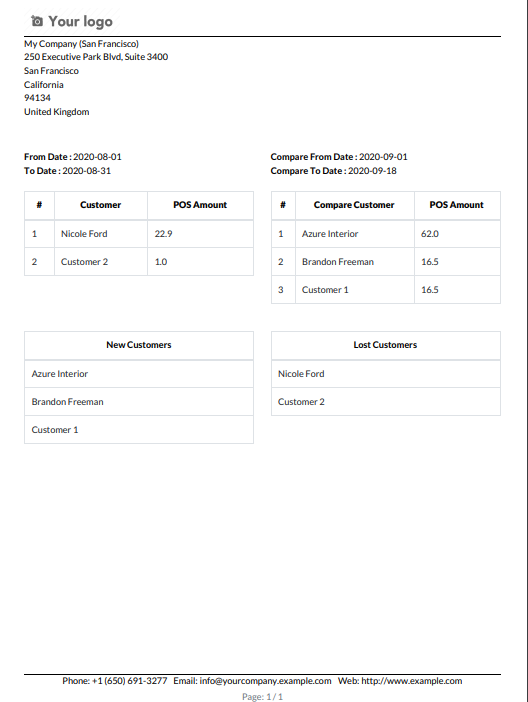 Your logo
My Company (San Francisco)
250 Executive Park Blvd, Suite 3400
San Francisco
California
94134
United Kingdom
From Date : 2020-08-01
To Date : 2020-08-31
Compare From Date : 2020-09-01
Compare To Date : 2020-09-18
# Customer POS Amount
1 Nicole Ford 22.9
2 Customer 2 1.0
# Compare Customer POS Amount
1 Azure Interior 62.0
2 Brandon Freeman 16.5
3 Customer 1 16.5
New Customers
Azure Interior
Brandon Freeman
Customer 1
Lost Customers
Nicole Ford
Customer 2
Phone: +1 (650) 691-3277 Email: info@yourcompany.example.com Web: http://www.example.com
Page: 1 / 1